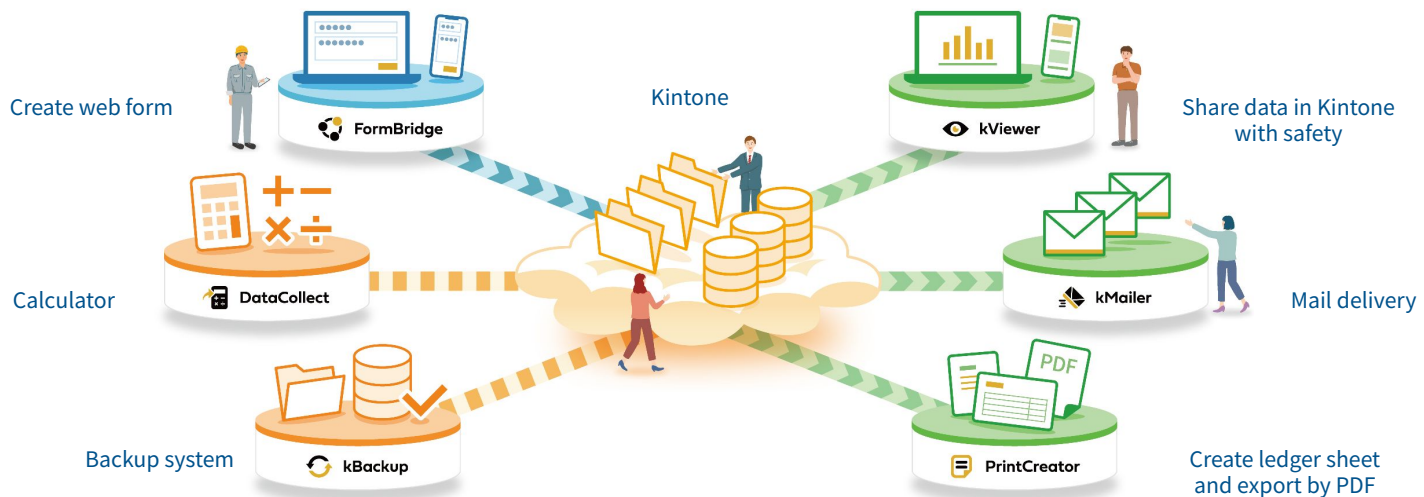 Create web form
FormBridge
Kintone
kViewer
Share data in Kintone
with safety
Calculator
DataCollect
kMailer
Mail delivery
Backup system
kBackup
PDF
PrintCreator
Create ledger sheet
and export by PDF